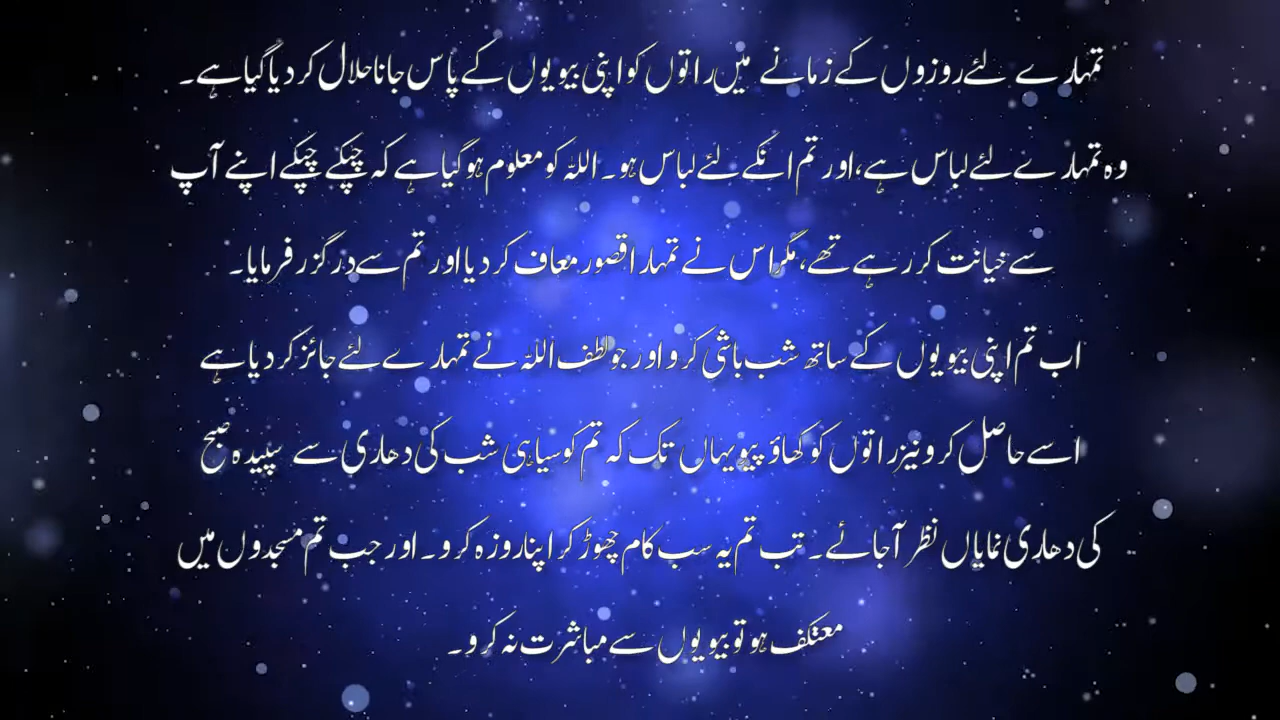 تمہارے لئے روزوں کے زمانے میں راتوں کو اپنی بیویوں کے پاس جانا حلال کر دیا گیا ہے۔
وہ تمہارے لئے لباس ہے، اور تم انکے لئے لباس ہو۔ اللہ کو معلوم ہو گیا ہے کہ چپکے چپکے اپنے آپ
سے خیانت کر رہے تھے، مگر اس نے تمہارا قصور معاف کر دیا اور تم سے درگزر فرمایا۔
اب تم اپنی بیویوں کے ساتھ شب باشی کرو اور جو لطف اللہ نے تمہارے لئے جائز کر دیا ہے
اسے حاصل کرو نیز راتوں کو کھاؤ پیو یہاں تک کہ تم کو سیاہی شب کی دھاری سے سپیدہ صبح
کی دھاری نمایاں نظر آجائے۔ تب تم یہ سب کام چھوڑ کر اپنا روزہ کرو۔ اور جب تم مسجدوں میں
معتکف ہو تو بیویوں سے مباشرت نہ کرو۔